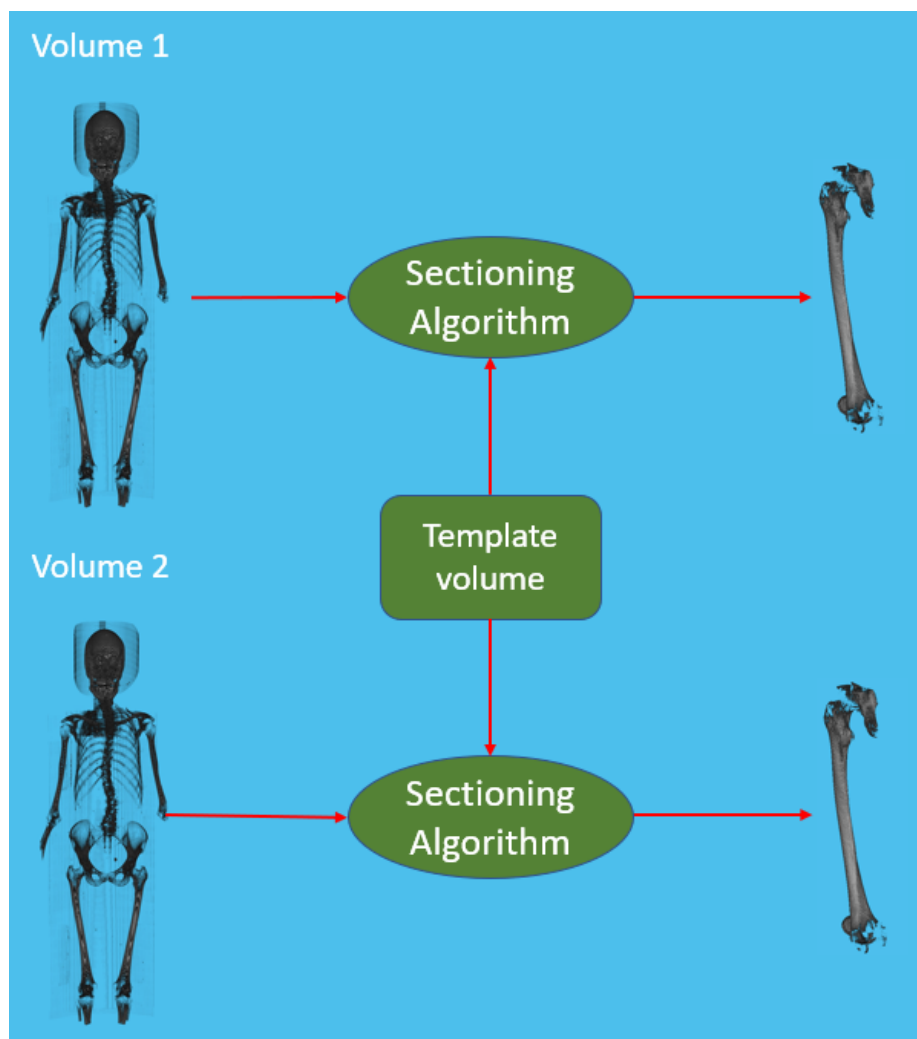 Volume 1
Sectioning
Algorithm
Template
volume
Volume 2
Sectioning
Algorithm